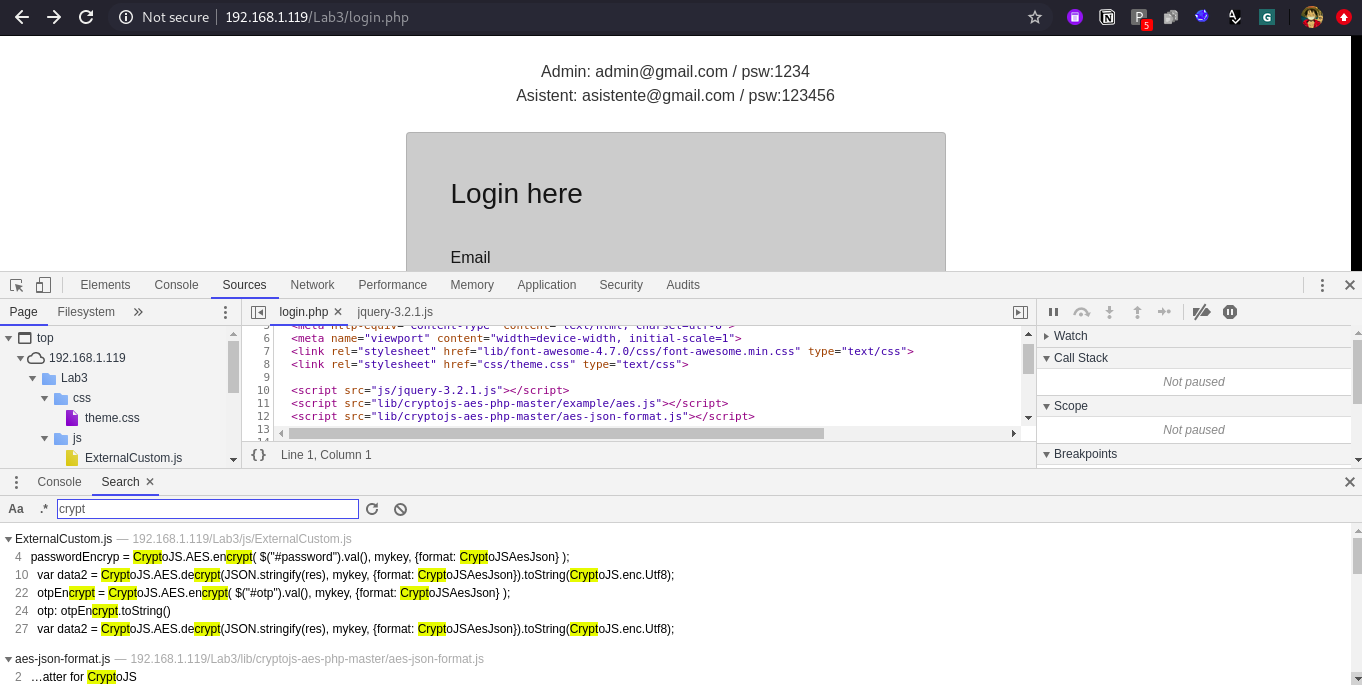 Not secure 192.168.1.119/Lab3/login.php
P 5 G
Admin: admin@gmail.com / psw:1234
Asistent: asistente@gmail.com / psw:123456
Login here
Email
Elements Console Sources Network Performance Memory Application Security Audits
Page Filesystem » login.php × jquery-3.2.1.js
top
192.168.1.119
Lab3
css
theme.css
js
ExternalCustom.js
5 <meta http-equiv="Content-Type" content="text/html; charset=utf-8">
6 <meta name="viewport" content="width=device-width, initial-scale=1">
7 <link rel="stylesheet" href="lib/font-awesome-4.7.0/css/font-awesome.min.css" type="text/css">
8 <link rel="stylesheet" href="css/theme.css" type="text/css">
9
10 <script src="js/jquery-3.2.1.js"></script>
11 <script src="lib/cryptojs-aes-php-master/example/aes.js"></script>
12 <script src="lib/cryptojs-aes-php-master/aes-json-format.js"></script>
13
14
{} Line 1, Column 1
Watch
Call Stack
Not paused
Scope
Not paused
Breakpoints
Console Search ×
Aa .* crypt
ExternalCustom.js — 192.168.1.119/Lab3/js/ExternalCustom.js
4 passwordEncryp = CryptoJS.AES.encrypt( $("#password").val(), mykey, {format: CryptoJSAesJson} );
10 var data2 = CryptoJS.AES.decrypt(JSON.stringify(res), mykey, {format: CryptoJSAesJson}).toString(CryptoJS.enc.Utf8);
22 otpEncrypt = CryptoJS.AES.encrypt( $("#otp").val(), mykey, {format: CryptoJSAesJson} );
24 otp: otpEncrypt.toString()
27 var data2 = CryptoJS.AES.decrypt(JSON.stringify(res), mykey, {format: CryptoJSAesJson}).toString(CryptoJS.enc.Utf8);
aes-json-format.js — 192.168.1.119/Lab3/lib/cryptojs-aes-php-master/aes-json-format.js
2 …atter for CryptoJS